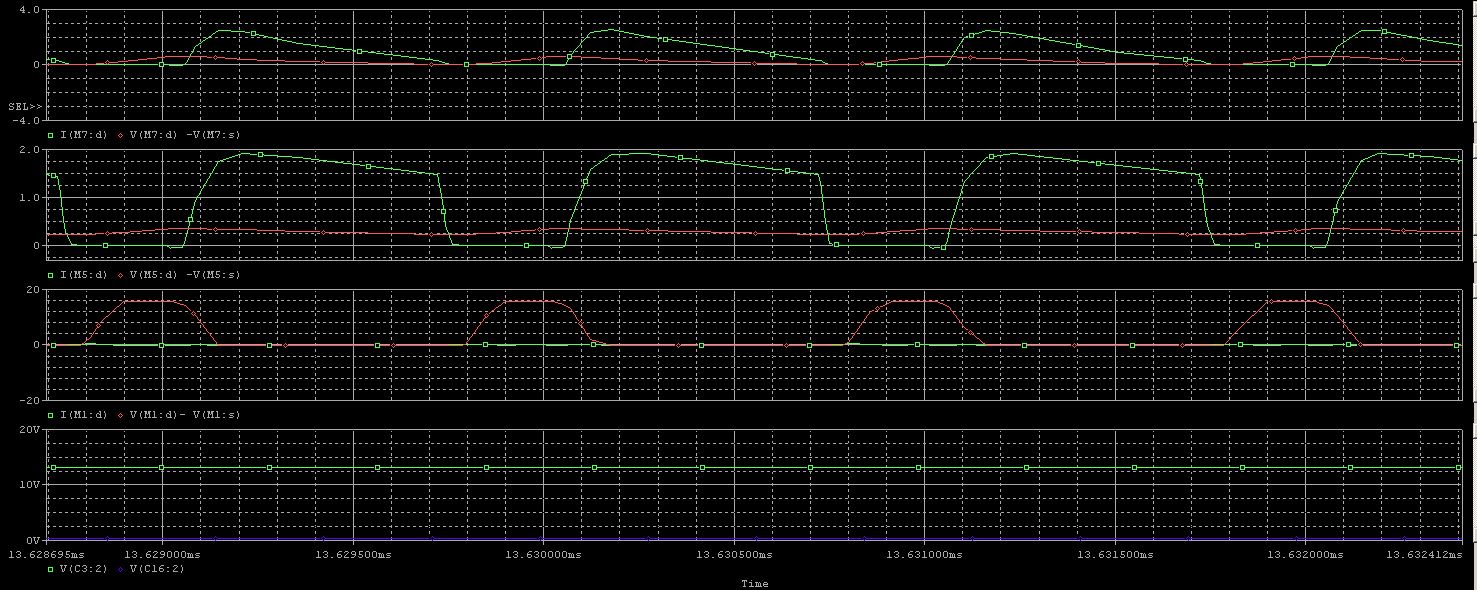 4.0
0
SEL>>
-4.0
I(M7:d) V(M7:d) -V(M7:s)
2.0
1.0
0
I(M5:d) V(M5:d) -V(M5:s)
20
0
-20
I(M1:d) V(M1:d)- V(M1:s)
20V
10V
0V
13.628695ms 13.629000ms 13.629500ms 13.630000ms 13.630500ms 13.631000ms 13.631500ms 13.632000ms 13.632412ms
V(C3:2) V(C16:2)
Time